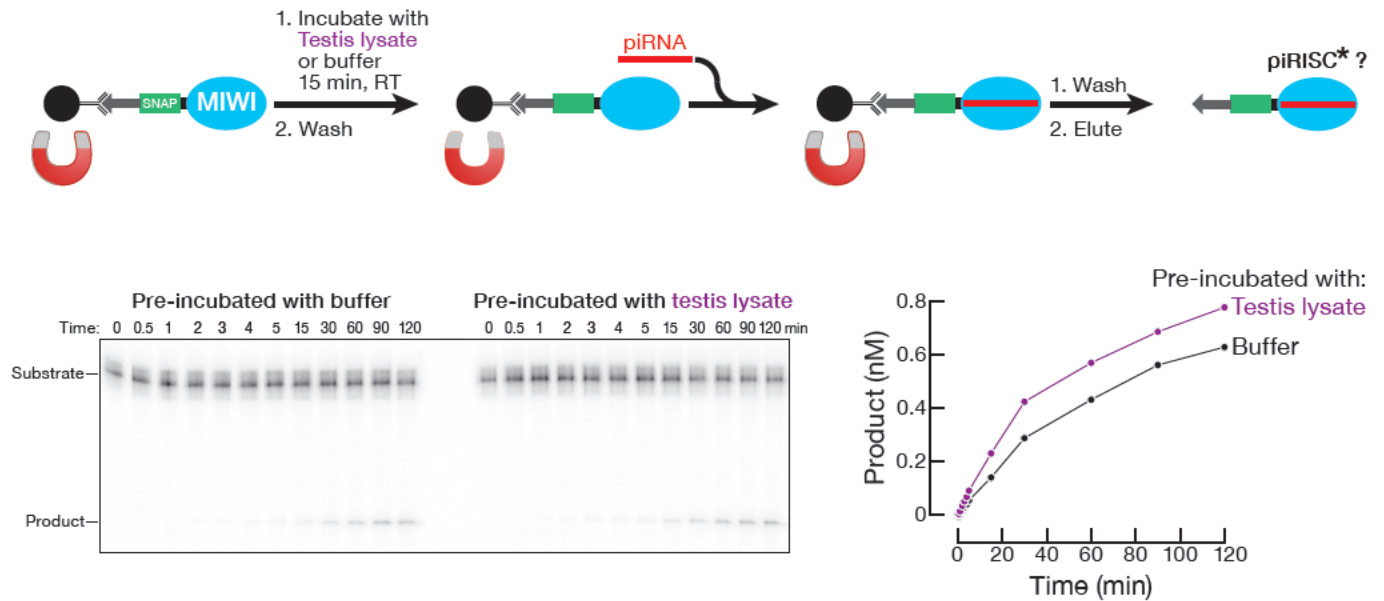 1. Incubate with
Testis lysate
or buffer
15 min, RT
2. Wash
SNAP
MIWI
piRNA
1. Wash
2. Elute
piRISC* ?
Pre-incubated with buffer
Pre-incubated with testis lysate
Time: 0 0.5 1 2 3 4 5 15 30 60 90 120 0 0.5 1 2 3 4 5 15 30 60 90 120 min
Substrate
Product
Pre-incubated with:
Testis lysate
Buffer
Product (nM)
0.8
0.6
0.4
0.2
0
0 20 40 60 80 100 120
Time (min)